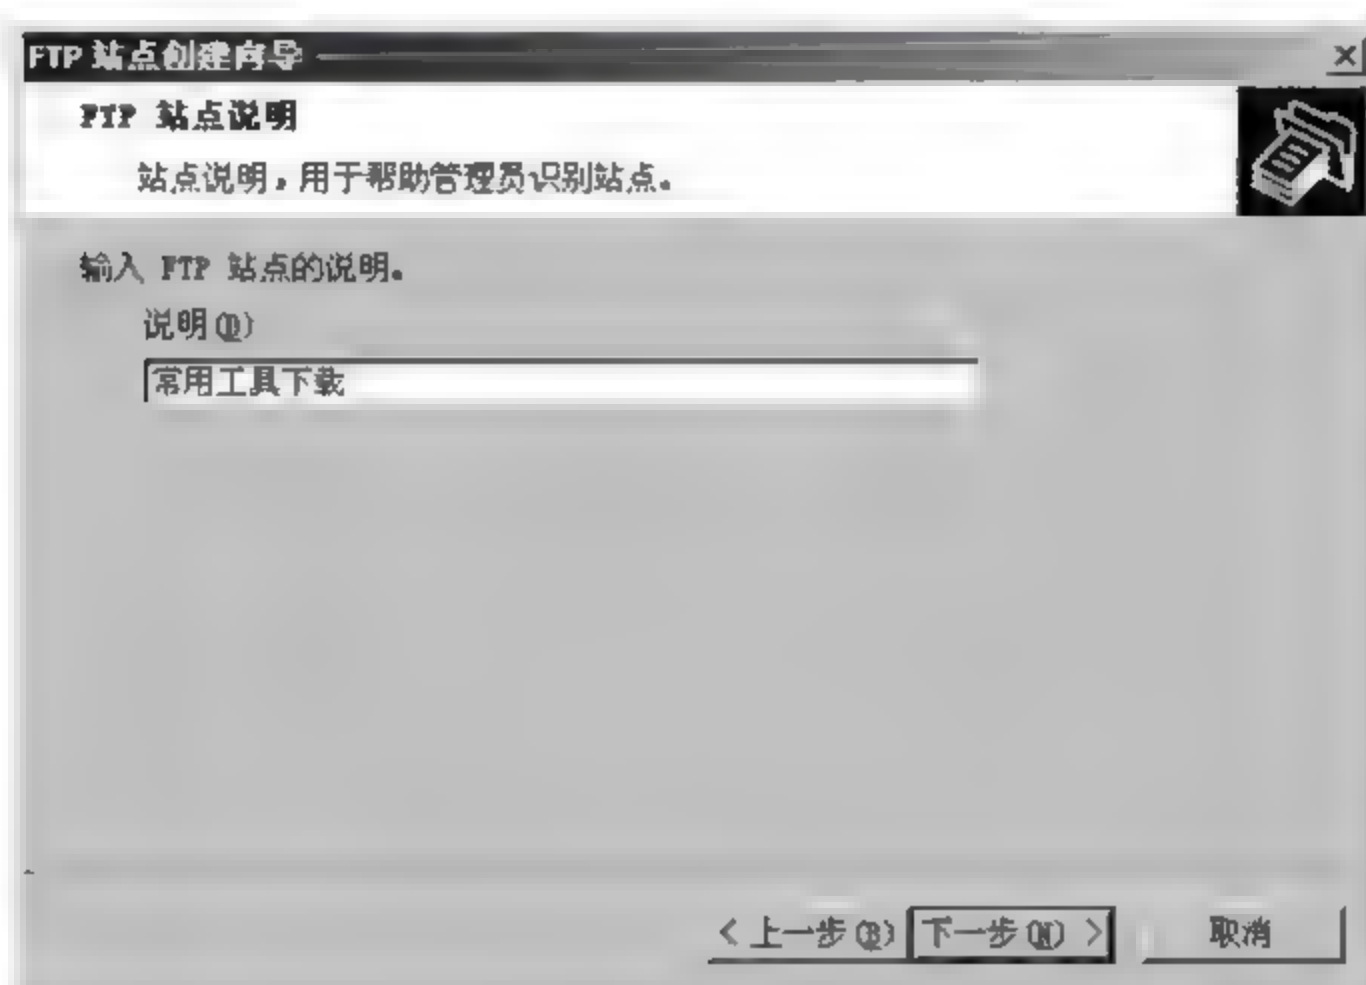 FTP 站点创建向导
FTP 站点说明
站点说明,用于帮助管理员识别站点。
输入 FTP 站点的说明。
说明(D)
常用工具下载
< 上一步(B) 下一步(N) > 取消